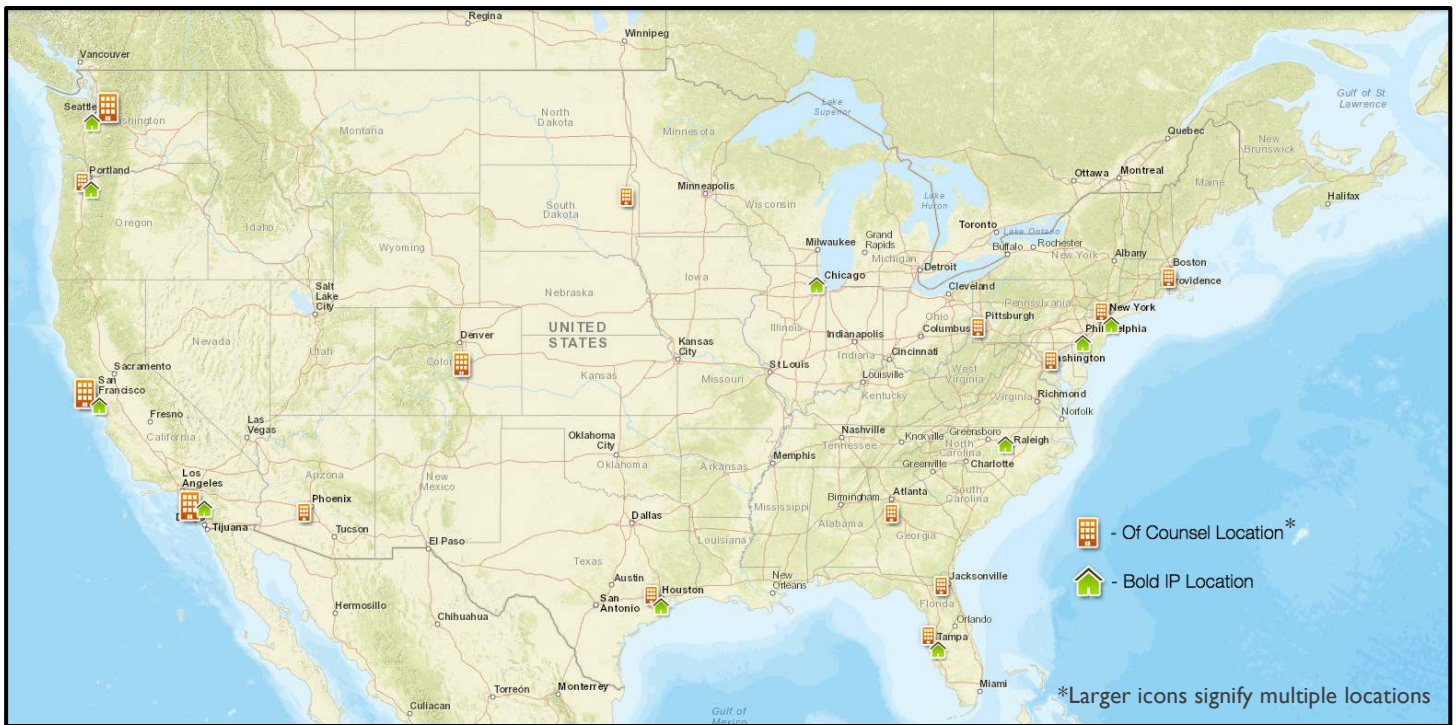 Regina
Winnipeg
Vancouver
Gulf of St.
Lawrence
Seattle
Lake
Superior
North
Dakota
Montana
Minnesota
Quebec
New
Brunswick
Portland
Ottawa
Montreal
Maine
Minneapolis
Halifax
South
Dakota
Wisconsin
Lake
Huron
Oregon
Idaho
Toronto
Lake Ontario
Wyoming
Milwaukee
Grand
Rapids
Michigan
Buffalo
Rochester
New York
Albany
Boston
Detroit
Chicago
Salt
Lake
City
Iowa
Cleveland
Nebraska
Pennsylvania
New York
Pittsburgh
UNITED
STATES
Illinois
Indianapolis
Ohio
Columbus
Nevada
Denver
Utah
Kansas
City
Indiana
Cincinnati
Sacramento
St Louis
West
Virginia
San
Francisco
Kansas
Missouri
Louisville
Kentucky
Virginia
Richmond
Fresno
California
Las
Vegas
Norfolk
Oklahoma
City
Nashville
Tennessee
Knoxville
Greensboro
North
Carolina
Raleigh
Oklahoma
Arkansas
Memphis
Greenville
Charlotte
Los
Angeles
Arizona
New
Mexico
Phoenix
Birmingham
Atlanta
South
Carolina
Mississippi
Alabama
Tijuana
Tucson
Dallas
Georgia
El Paso
Louisiana
- Of Counsel Location*
Texas
Austin
New
Orleans
Jacksonville
- Bold IP Location
Houston
San
Antonio
Florida
Hermosillo
Chihuahua
Orlando
Tampa
Torreón
Monterrey
Miami
*Larger icons signify multiple locations
Culiacan
Gulf of
Mexico